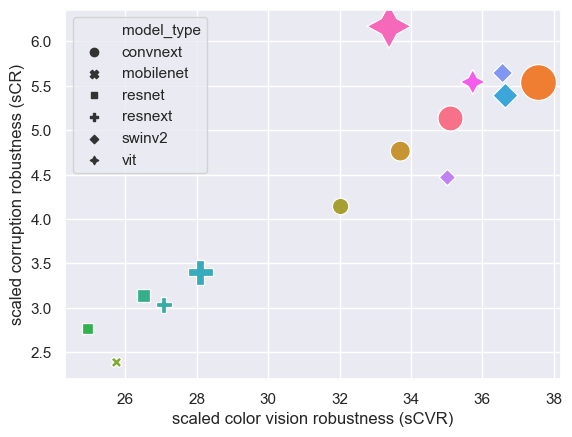 model_type
convnext
mobilenet
resnet
resnext
swinv2
vit
scaled corruption robustness (sCR)
6.0
5.5
5.0
4.5
4.0
3.5
3.0
2.5
26 28 30 32 34 36 38
scaled color vision robustness (sCVR)